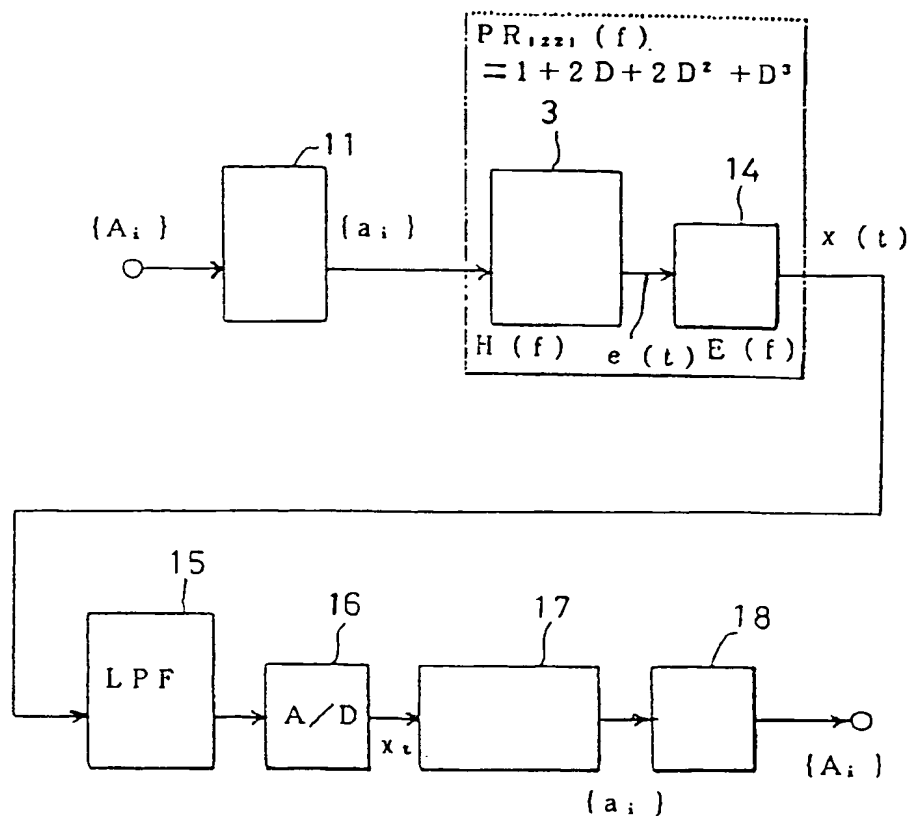 PR₁₂₂₁ (f).
= 1 + 2D + 2D² + D³
3
11
14
{Aᵢ}
{aᵢ}
x (t)
H (f)
e (t)
E (f)
15
16
17
18
LPF
A/D
xₜ
{aᵢ}
{Aᵢ}